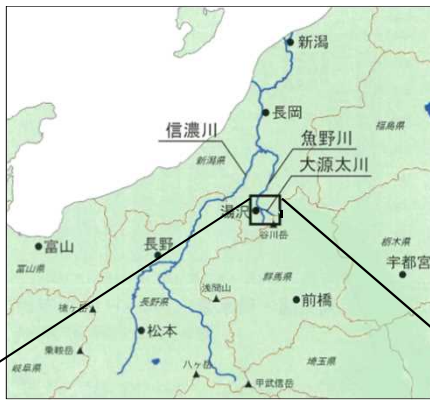 新潟
長岡
信濃川
魚野川
福島県
新潟県
大源太川
湯沢
谷川岳
富山
長野
栃木県
富山県
群馬県
宇都宮
浅間山
長野県
前橋
槍ヶ岳
松本
乗鞍岳
埼玉県
岐阜県
八ヶ岳
甲武信岳